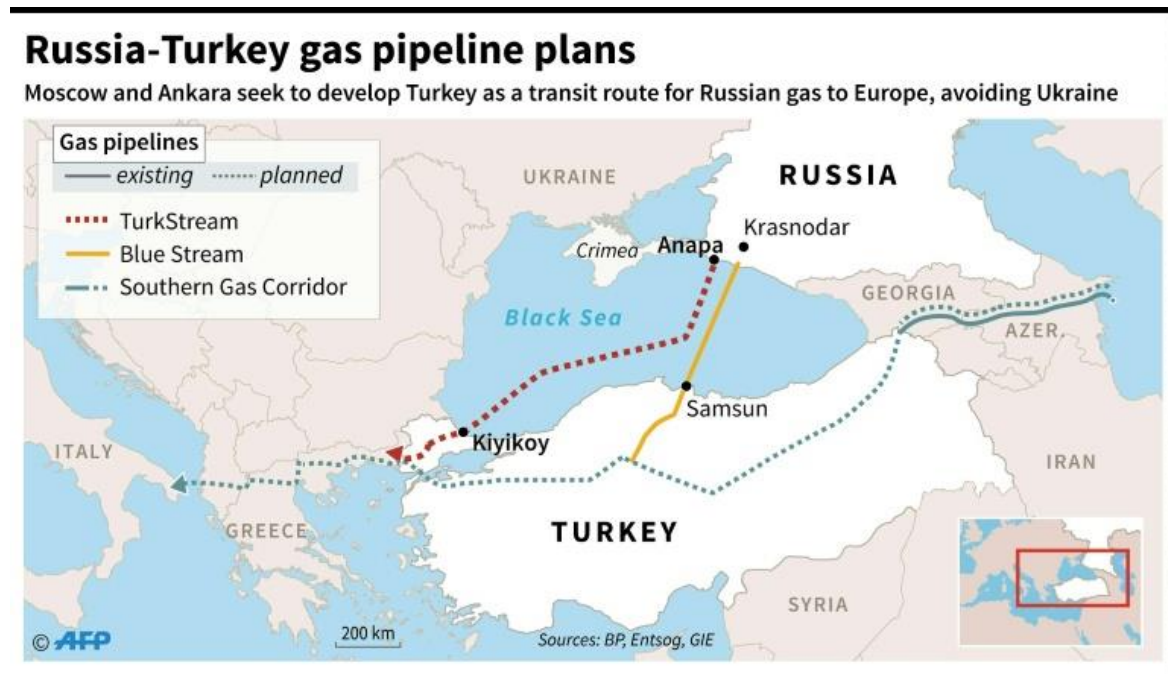 Russia-Turkey gas pipeline plans
Moscow and Ankara seek to develop Turkey as a transit route for Russian gas to Europe, avoiding Ukraine
Gas pipelines
existing planned
TurkStream
Blue Stream
Southern Gas Corridor
UKRAINE
RUSSIA
Krasnodar
Crimea
Anapa
Black Sea
GEORGIA
AZER.
Samsun
Kiyikoy
ITALY
IRAN
GREECE
TURKEY
SYRIA
200 km
Sources: BP, Entsog, GIE
© AFP